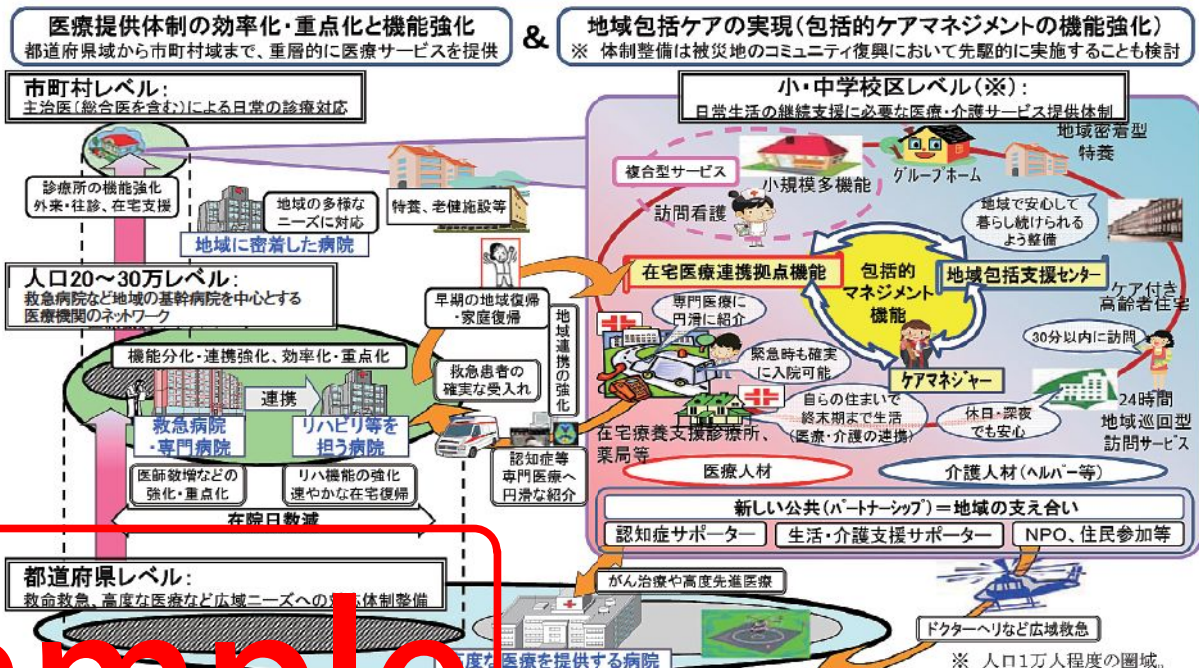 医療提供体制の効率化・重点化と機能強化
都道府県域から市町村域まで、重層的に医療サービスを提供
&
地域包括ケアの実現(包括的ケアマネジメントの機能強化)
※ 体制整備は被災地のコミュニティ復興において先駆的に実施することも検討
市町村レベル:
主治医(総合医を含む)による日常の診療対応
診療所の機能強化
外来・往診、在宅支援
地域の多様な
ニーズに対応
地域に密着した病院
特養、老健施設等
人口20~30万レベル:
救急病院など地域の基幹病院を中心とする
医療機関のネットワーク
早期の地域復帰
・家庭復帰
地域連携の強化
機能分化・連携強化、効率化・重点化
救急患者の
確実な受入れ
連携
救急病院
・専門病院
リハビリ等を
担う病院
医師数増などの
強化・重点化
リハ機能の強化
速やかな在宅復帰
認知症等
専門医療へ
円滑な紹介
在院日数減
都道府県レベル:
救命救急、高度な医療など広域ニーズへの
体制整備
がん治療や高度先進医療
度な医療を提供する病院
ドクターヘリなど広域救急
小・中学校区レベル(※):
日常生活の継続支援に必要な医療・介護サービス提供体制
複合型サービス
小規模多機能
訪問看護
グループホーム
地域密着型
特養
地域で安心して
暮らし続けられる
よう整備
在宅医療連携拠点機能
包括的
マネジメント
機能
地域包括支援センター
ケア付き
高齢者住宅
専門医療に
円滑に紹介
緊急時も確実
に入院可能
30分以内に訪問
ケアマネジャー
自らの住まいで
終末期まで生活
(医療・介護の連携)
休日・深夜
でも安心
24時間
地域巡回型
訪問サービス
在宅療養支援診療所、
薬局等
医療人材
介護人材(ヘルパー等)
新しい公共(パートナーシップ)=地域の支え合い
認知症サポーター
生活・介護支援サポーター
NPO、住民参加等
※ 人口1万人程度の圏域。